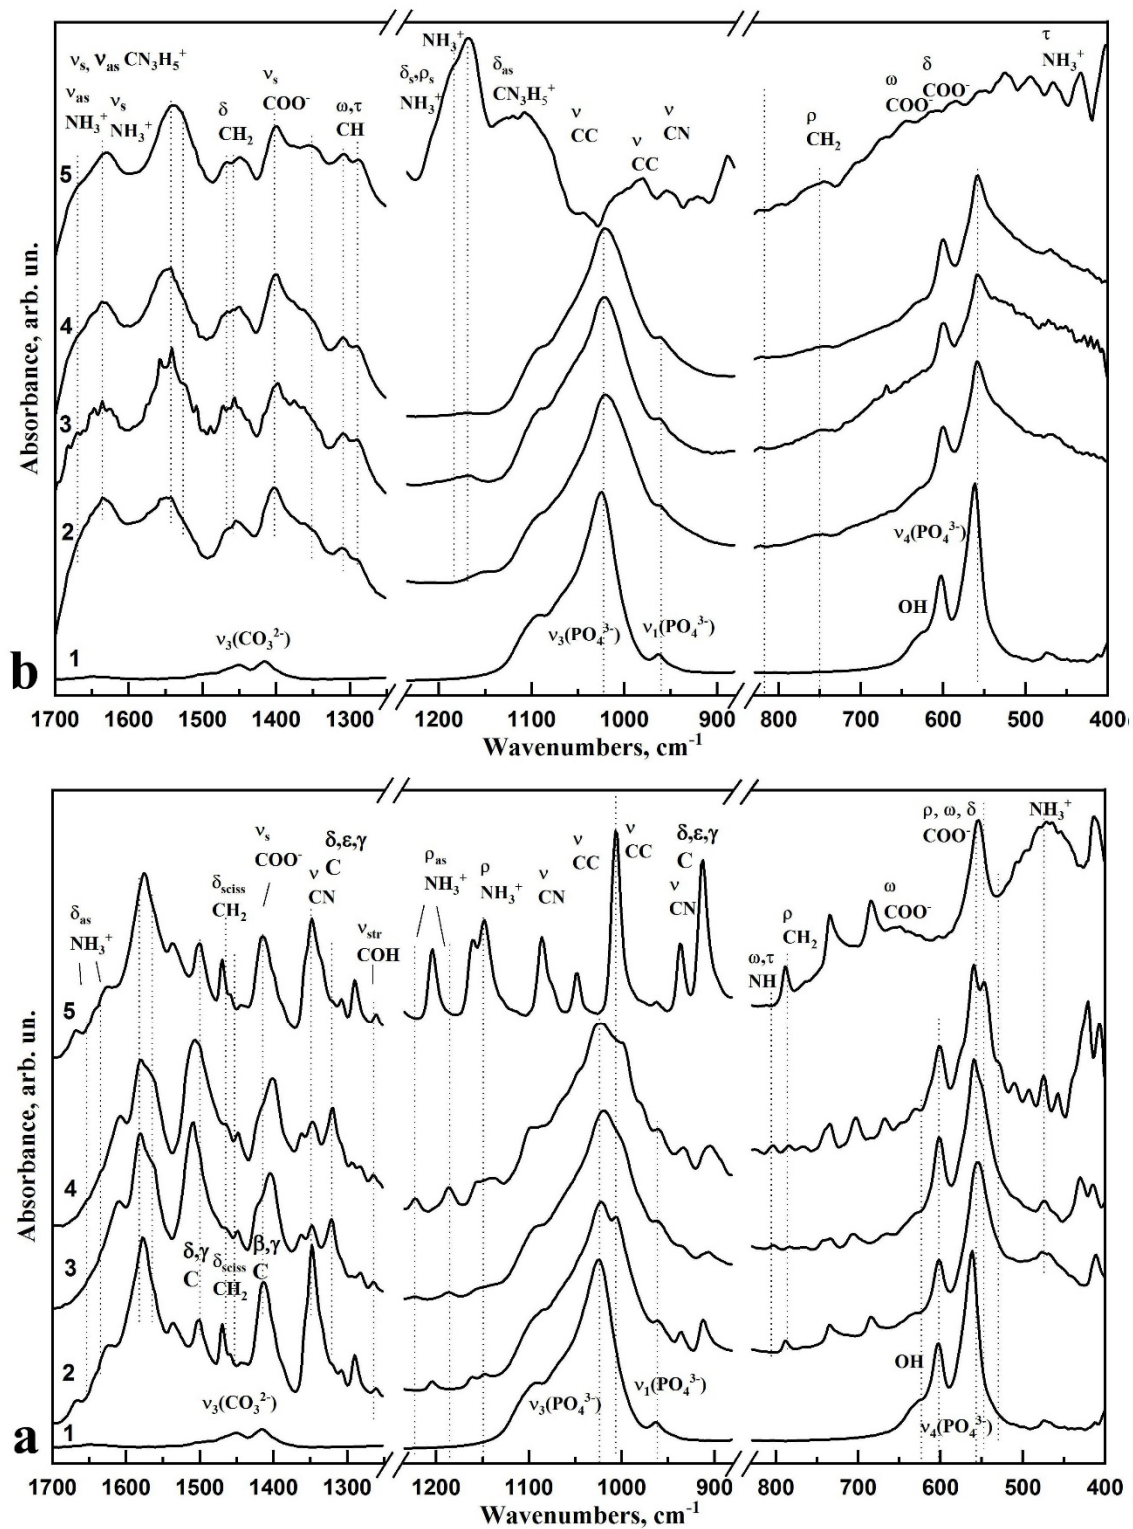 NH₃⁺
τ
νs, νas CN₃H₅⁺
δs,ρs
δas
δ
νas
νs
νs
NH₃⁺
CN₃H₅⁺
ω
COO⁻
NH₃⁺
COO⁻
COO⁻
NH₃⁺
NH₃⁺
δ
ω,τ
ν
ν
ρ
CH₂
CH
CC
CN
CH₂
ν
CC
5
4
3
2
ν₄(PO₄³⁻)
OH
ν₃(CO₃²⁻)
ν₃(PO₄³⁻)
ν₁(PO₄³⁻)
1
b
Absorbance, arb. un.
1700 1600 1500 1400 1300 1200 1100 1000 900 800 700 600 500 400
Wavenumbers, cm⁻¹
ρ, ω, δ
NH₃⁺
νs
δ,ε,γ
ν
ν
δ,ε,γ
COO⁻
COO⁻
C
ρas
CC
CC
C
δsciss
ν
NH₃⁺
ρ
ν
ν
ω
CH₂
CN
NH₃⁺
CN
CN
COO⁻
δas
νstr
ρ
NH₃⁺
COH
ω,τ
CH₂
NH
5
4
3
δ,γ
δsciss
β,γ
C
CH₂
C
2
OH
ν₃(CO₃²⁻)
ν₃(PO₄³⁻)
ν₁(PO₄³⁻)
ν₄(PO₄³⁻)
1
a
Absorbance, arb. un.
1700 1600 1500 1400 1300 1200 1100 1000 900 800 700 600 500 400
Wavenumbers, cm⁻¹